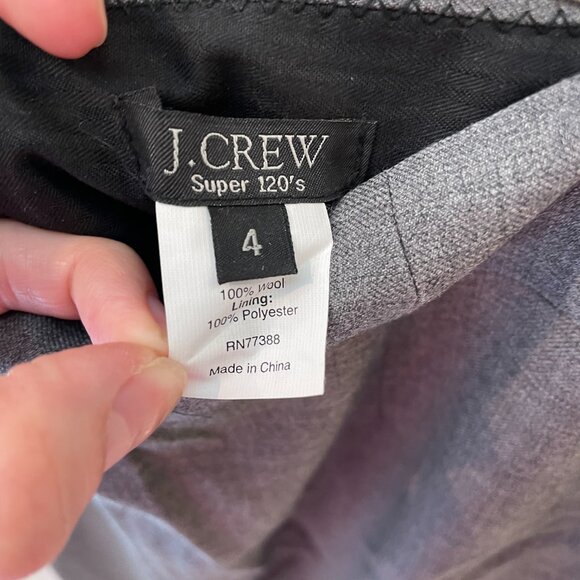 J.CREW
Super 120's
4
100% Wool
Lining:
100% Polyester
RN77388
Made in China